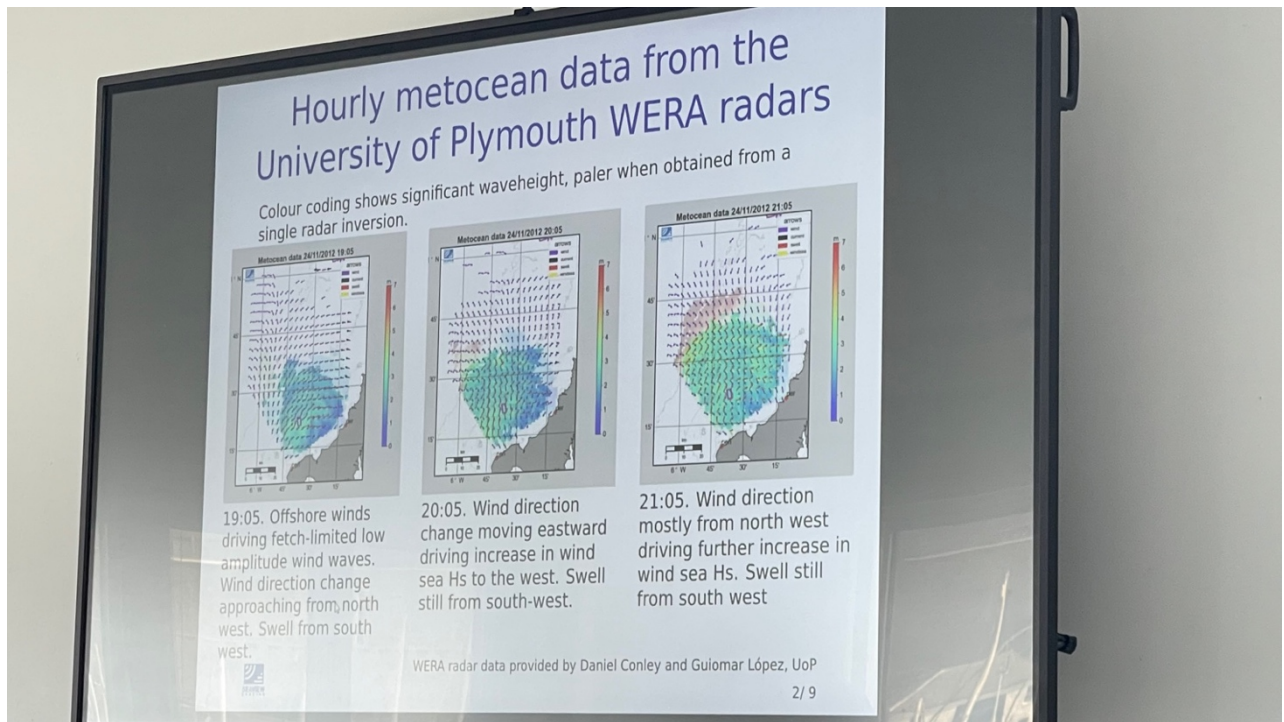 Hourly metocean data from the
University of Plymouth WERA radars
Colour coding shows significant waveheight, paler when obtained from a
single radar inversion.
Metocean data 24/11/2012 19:05
Metocean data 24/11/2012 20:05
Metocean data 24/11/2012 21:05
19:05. Offshore winds
driving fetch-limited low
amplitude wind waves.
Wind direction change
approaching from north
west. Swell from south
west.
20:05. Wind direction
change moving eastward
driving increase in wind
sea Hs to the west. Swell
still from south-west.
21:05. Wind direction
mostly from north west
driving further increase in
wind sea Hs. Swell still
from south west
WERA radar data provided by Daniel Conley and Guiomar López, UoP
2/ 9